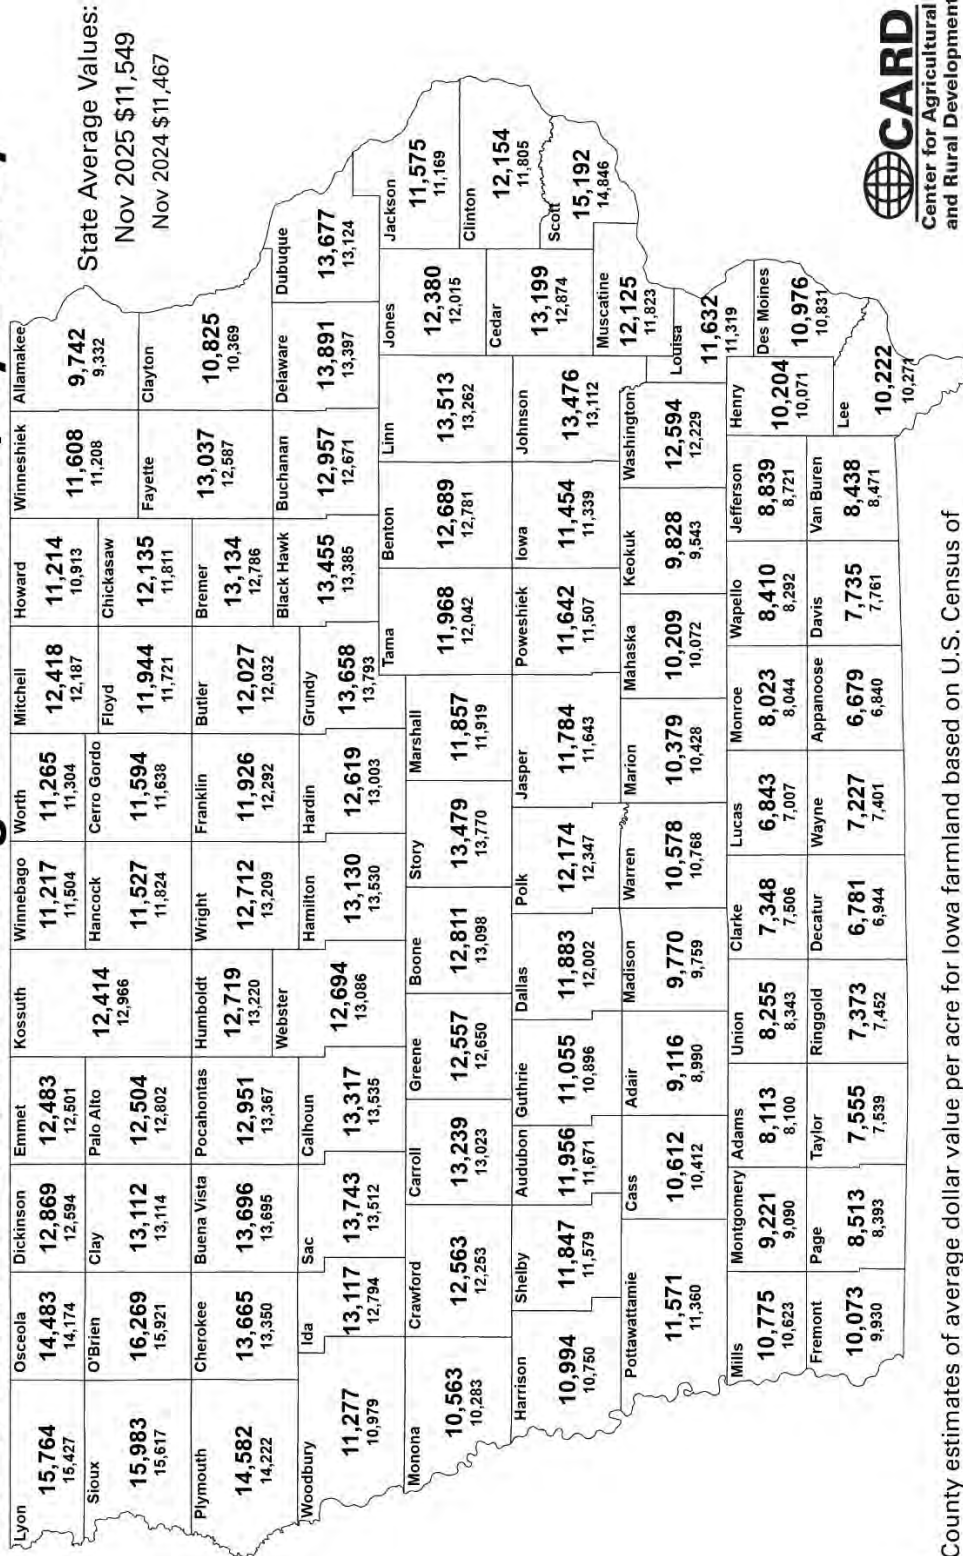 State Average Values:
Nov 2025 $11,549
Nov 2024 $11,467
Lyon
15,764
15,427
Osceola
14,483
14,174
Dickinson
12,869
12,594
Emmet
12,483
12,501
Kossuth
12,414
12,966
Winnebago
11,217
11,504
Worth
11,265
11,304
Mitchell
12,418
12,187
Howard
11,214
10,913
Winneshiek
11,608
11,208
Allamakee
9,742
9,332
Sioux
15,983
15,617
O'Brien
16,269
15,921
Clay
13,112
13,114
Palo Alto
12,504
12,802
Hancock
11,527
11,824
Cerro Gordo
11,594
11,638
Floyd
11,944
11,721
Chickasaw
12,135
11,811
Fayette
13,037
12,587
Clayton
10,825
10,369
Plymouth
14,582
14,222
Cherokee
13,665
13,350
Buena Vista
13,696
13,695
Pocahontas
12,951
13,367
Humboldt
12,719
13,220
Wright
12,712
13,209
Franklin
11,926
12,292
Butler
12,027
12,032
Bremer
13,134
12,786
Woodbury
11,277
10,979
Ida
13,117
12,794
Sac
13,743
13,512
Calhoun
13,317
13,535
Webster
12,694
13,086
Hamilton
13,130
13,530
Hardin
12,619
13,003
Grundy
13,658
13,793
Black Hawk
13,455
13,385
Buchanan
12,957
12,671
Delaware
13,891
13,397
Dubuque
13,677
13,124
Monona
10,563
10,283
Crawford
12,563
12,253
Carroll
13,239
13,023
Greene
12,557
12,650
Boone
12,811
13,098
Story
13,479
13,770
Marshall
11,857
11,919
Tama
11,968
12,042
Benton
12,689
12,781
Linn
13,513
13,262
Jones
12,380
12,015
Jackson
11,575
11,169
Clinton
12,154
11,805
Harrison
10,994
10,750
Shelby
11,847
11,579
Audubon
11,956
11,671
Guthrie
11,055
10,896
Dallas
11,883
12,002
Polk
12,174
12,347
Jasper
11,784
11,643
Poweshiek
11,642
11,507
Iowa
11,454
11,339
Johnson
13,476
13,112
Cedar
13,199
12,874
Scott
15,192
14,846
Muscatine
12,125
11,823
Pottawattamie
11,571
11,360
Cass
10,612
10,412
Adair
9,116
8,990
Madison
9,770
9,759
Warren
10,578
10,768
Marion
10,379
10,428
Mahaska
10,209
10,072
Keokuk
9,828
9,543
Washington
12,594
12,229
Louisa
11,632
11,319
Mills
10,775
10,623
Montgomery
9,221
9,090
Adams
8,113
8,100
Union
8,255
8,343
Clarke
7,348
7,506
Lucas
6,843
7,007
Monroe
8,023
8,044
Wapello
8,410
8,292
Jefferson
8,839
8,721
Henry
10,204
10,071
Des Moines
10,976
10,831
Fremont
10,073
9,930
Page
8,513
8,393
Taylor
7,555
7,539
Ringgold
7,373
7,452
Decatur
6,781
6,944
Wayne
7,227
7,401
Appanoose
6,679
6,840
Davis
7,735
7,761
Van Buren
8,438
8,471
Lee
10,222
10,271
CARD
Center for Agricultural
and Rural Development
County estimates of average dollar value per acre for Iowa farmland based on U.S. Census of